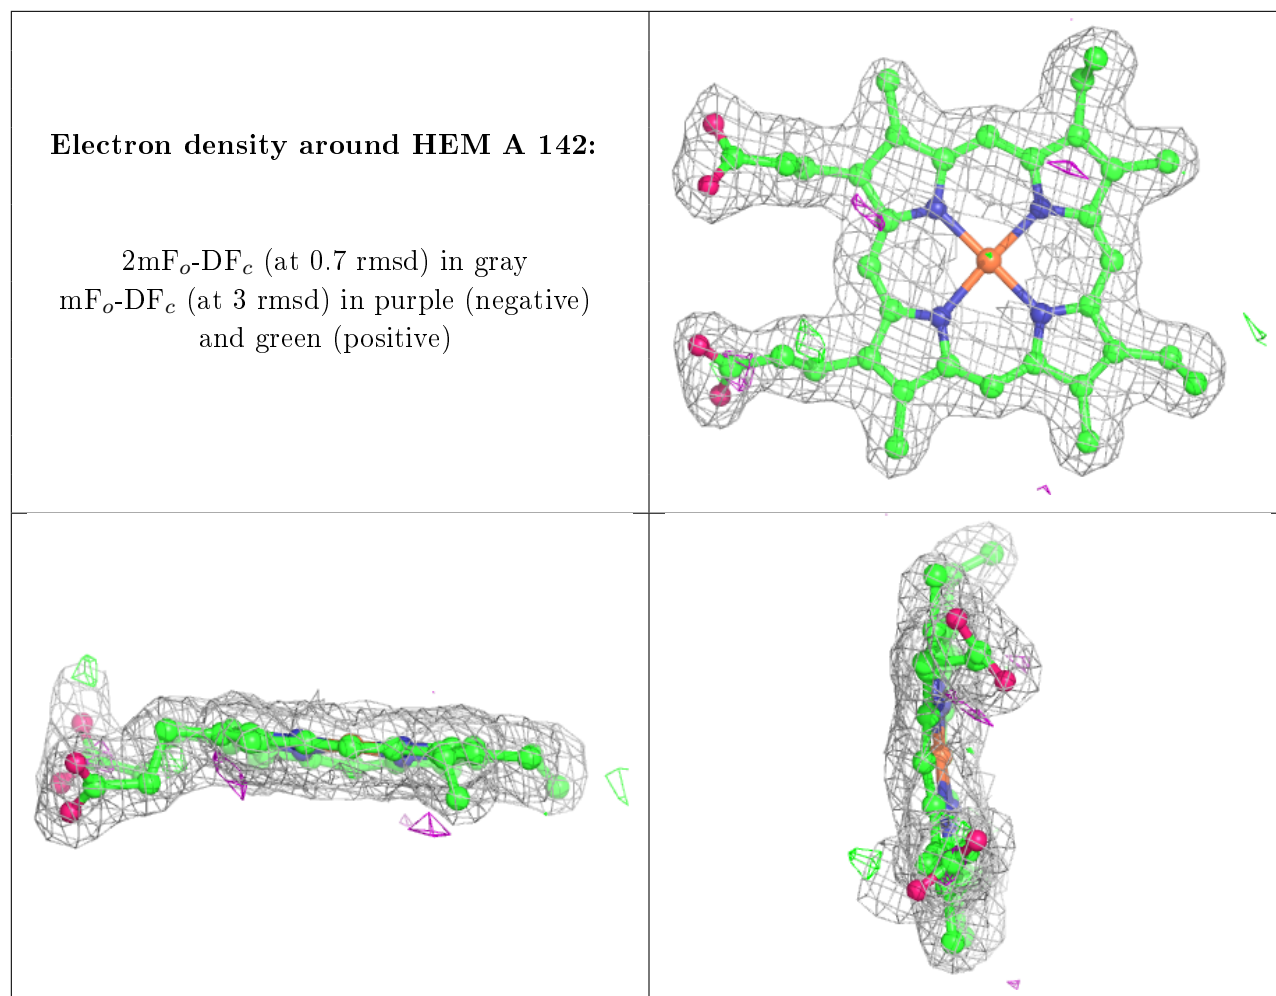 Electron density around HEM A 142:
2mFo-DFc (at 0.7 rmsd) in gray
mFo-DFc (at 3 rmsd) in purple (negative)
and green (positive)